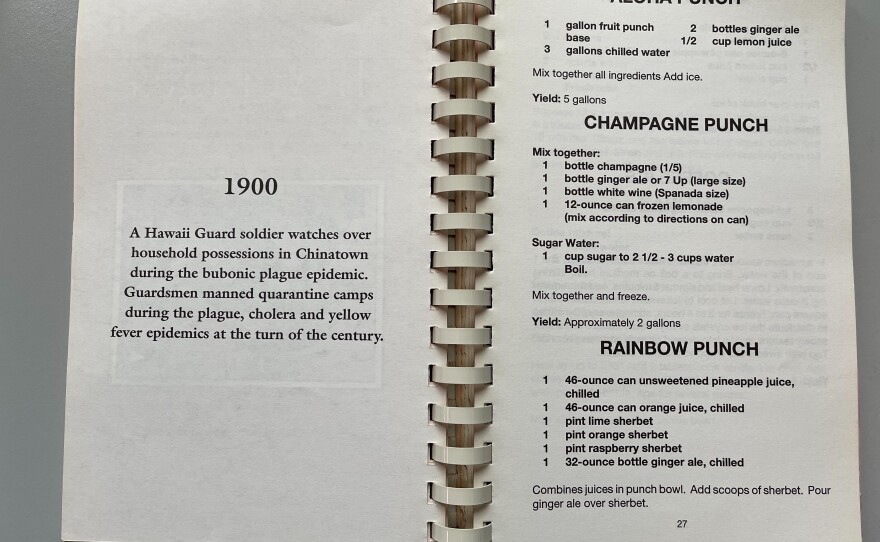 1900
A Hawaii Guard soldier watches over
household possessions in Chinatown
during the bubonic plague epidemic.
Guardsmen manned quarantine camps
during the plague, cholera and yellow
fever epidemics at the turn of the century.
ALOHA PUNCH
1 gallon fruit punch
base
3 gallons chilled water
2 bottles ginger ale
1/2 cup lemon juice
Mix together all ingredients Add ice.
Yield: 5 gallons
CHAMPAGNE PUNCH
Mix together:
1 bottle champagne (1/5)
1 bottle ginger ale or 7 Up (large size)
1 bottle white wine (Spanada size)
1 12-ounce can frozen lemonade
(mix according to directions on can)
Sugar Water:
1 cup sugar to 2 1/2 - 3 cups water
Boil.
Mix together and freeze.
Yield: Approximately 2 gallons
RAINBOW PUNCH
1 46-ounce can unsweetened pineapple juice,
chilled
1 46-ounce can orange juice, chilled
1 pint lime sherbet
1 pint orange sherbet
1 pint raspberry sherbet
1 32-ounce bottle ginger ale, chilled
Combines juices in punch bowl. Add scoops of sherbet. Pour
ginger ale over sherbet.
27